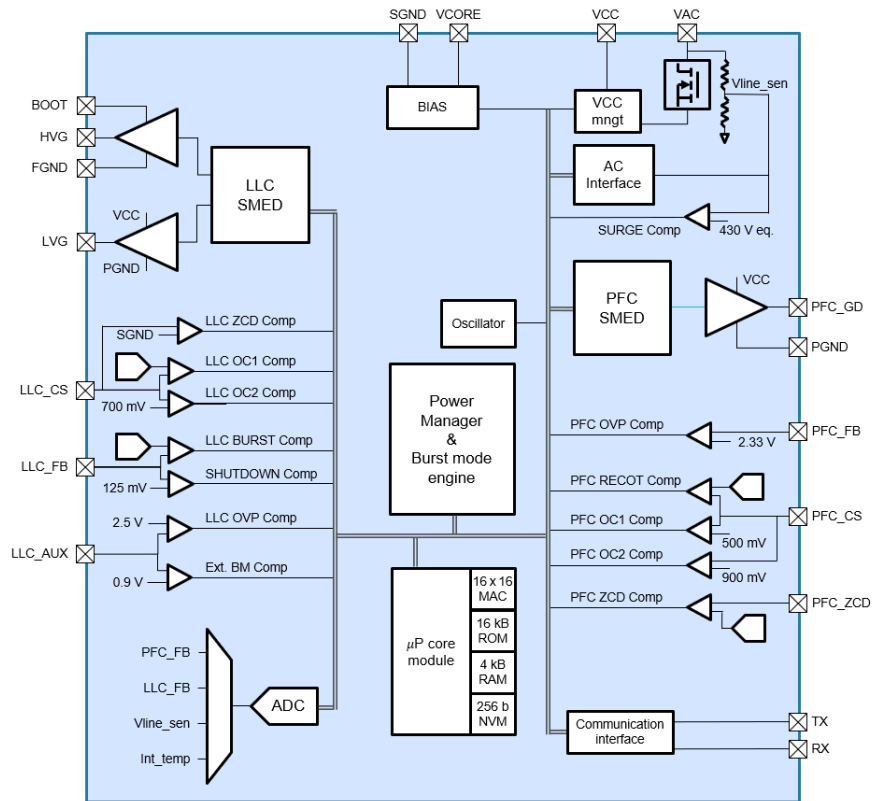 SGND
VCORE
VCC
VAC
BOOT
HVG
FGND
LVG
VCC
PGND
LLC
SMED
BIAS
VCC
mngt
Vline_sen
AC
Interface
SURGE Comp
430 V eq.
PFC
SMED
VCC
PFC_GD
PGND
Oscillator
LLC ZCD Comp
SGND
LLC OC1 Comp
LLC_CS
LLC OC2 Comp
700 mV
LLC BURST Comp
LLC_FB
SHUTDOWN Comp
125 mV
2.5 V
LLC OVP Comp
LLC_AUX
Ext. BM Comp
0.9 V
Power
Manager
&
Burst mode
engine
PFC OVP Comp
2.33 V
PFC_FB
PFC RECOT Comp
PFC OC1 Comp
500 mV
PFC_CS
PFC OC2 Comp
900 mV
PFC ZCD Comp
PFC_ZCD
µP core
module
16 x 16
MAC
16 kB
ROM
4 kB
RAM
256 b
NVM
PFC_FB
LLC_FB
Vline_sen
Int_temp
ADC
Communication
interface
TX
RX